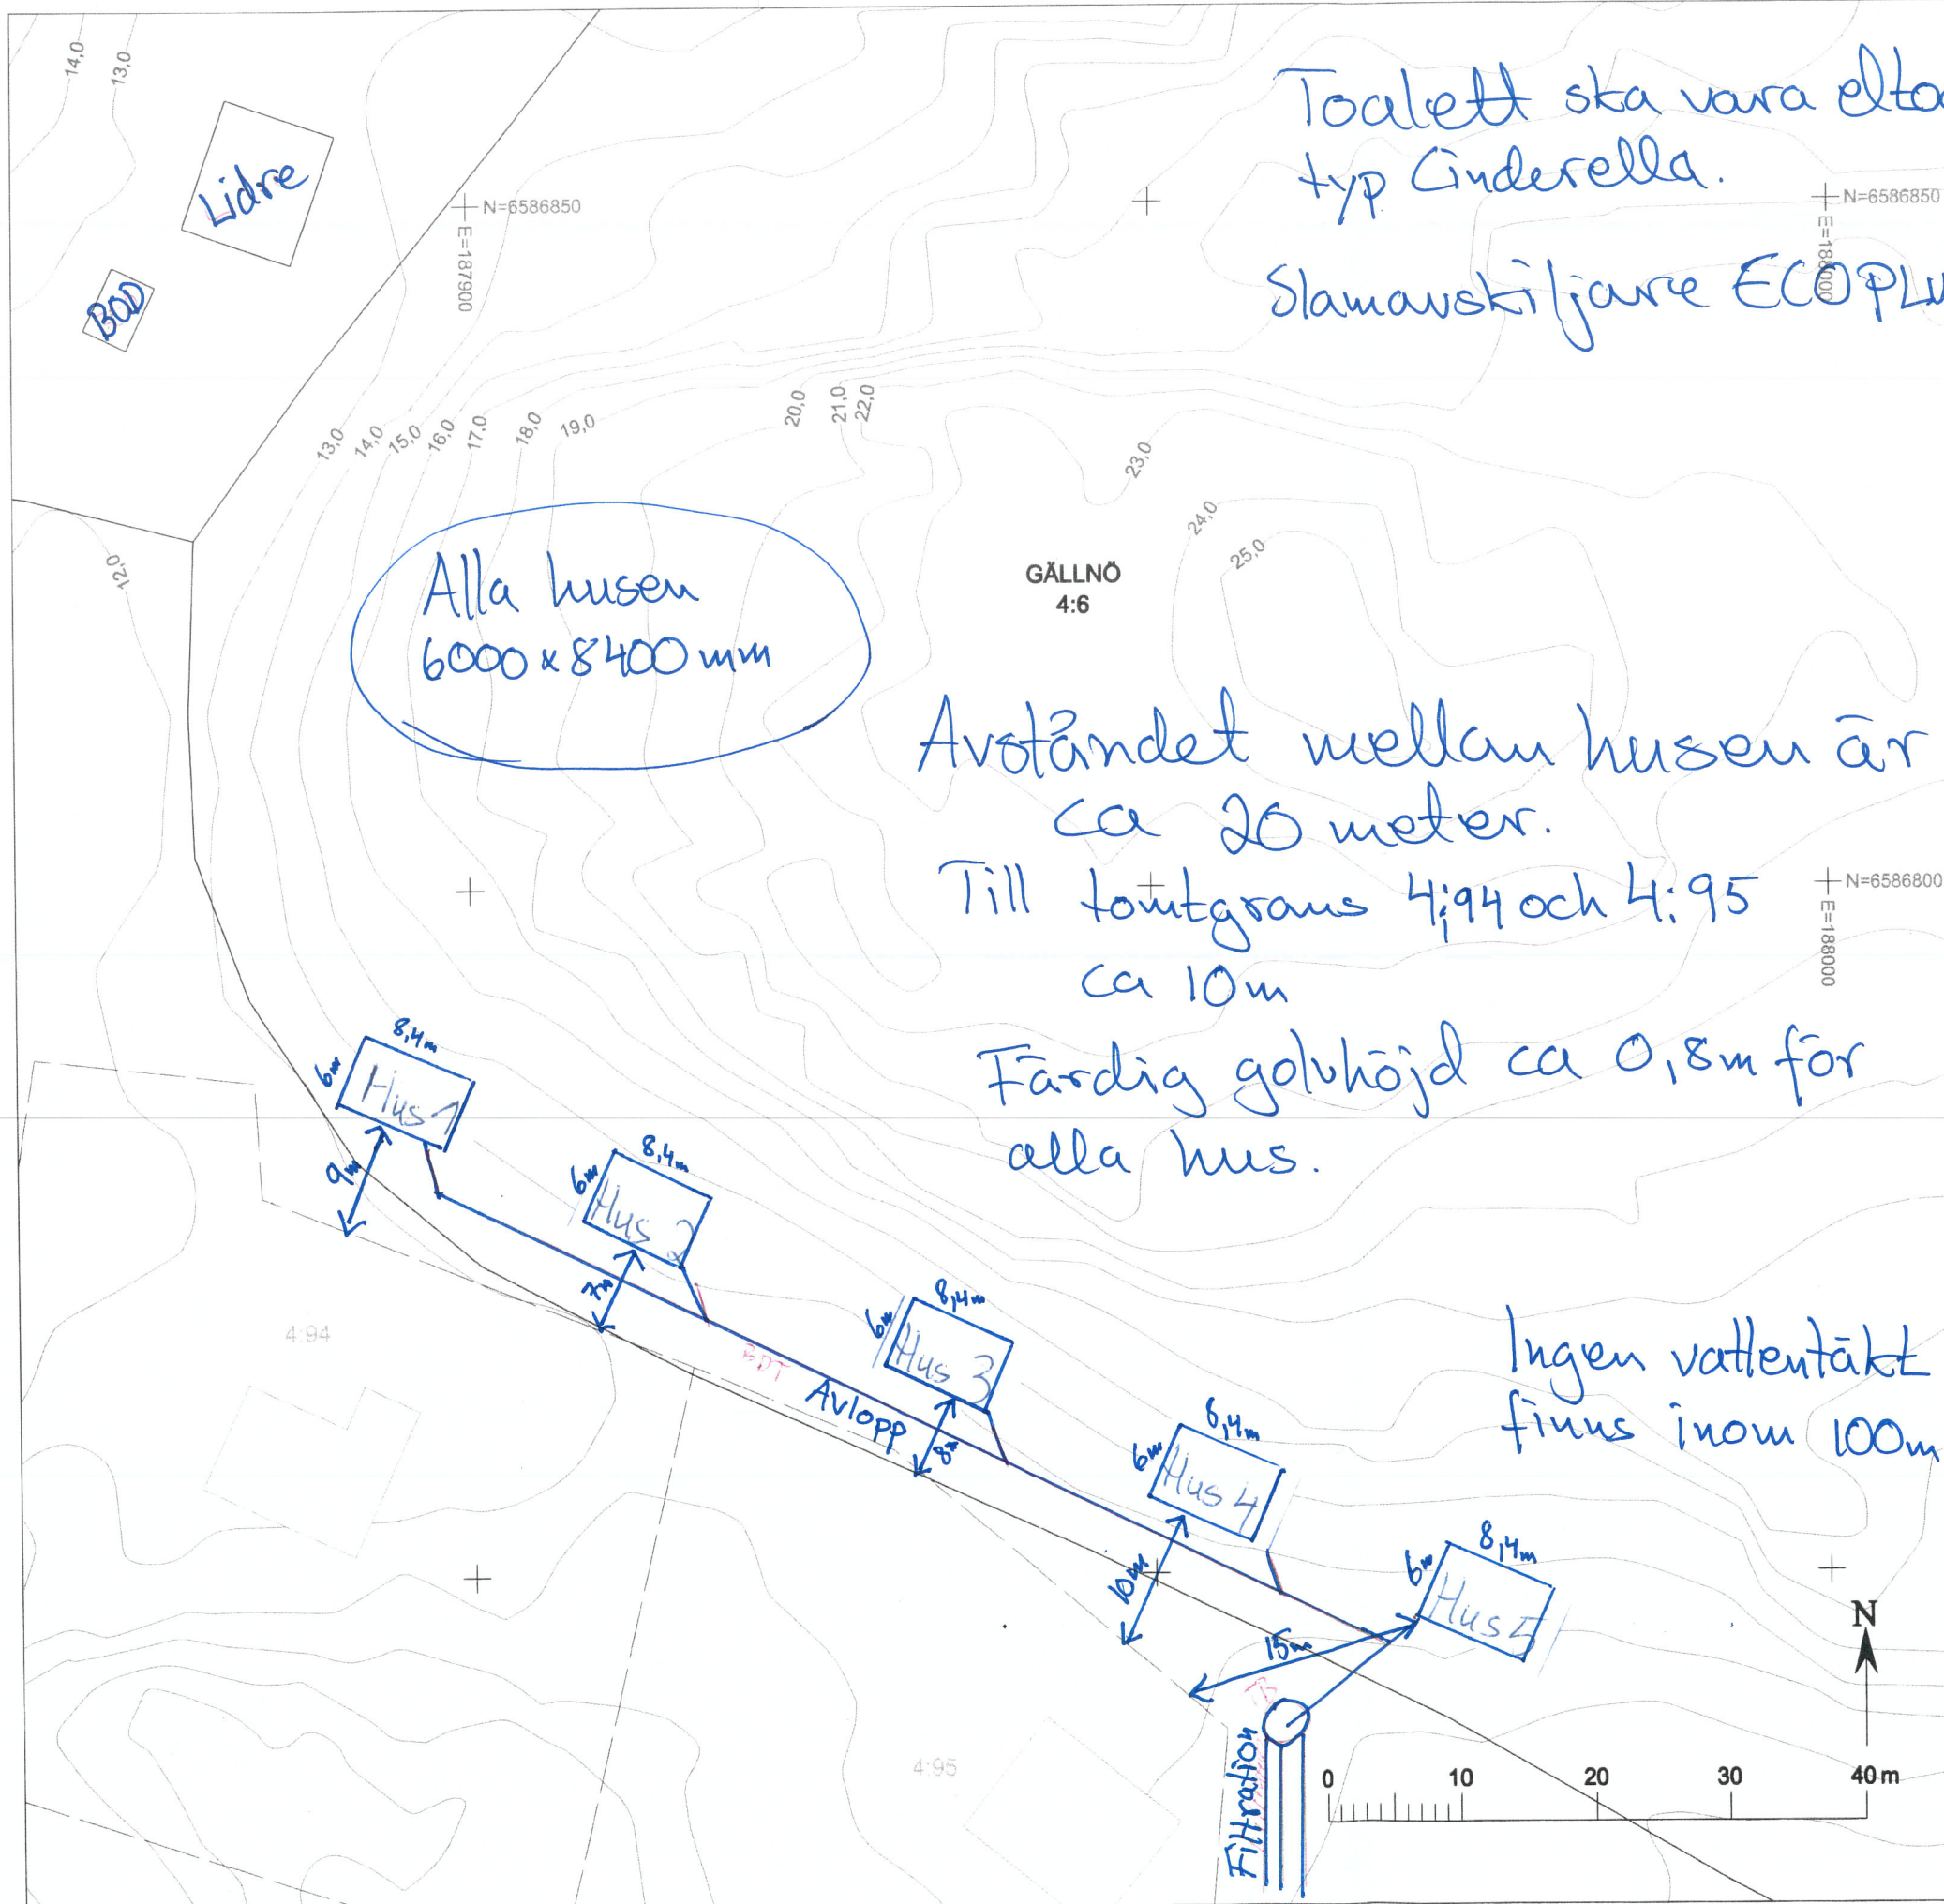 14,0
13,0
Toalett ska vara elto
typ Cinderella.
Lidre
N=6586850
E=187900
N=6586850
E=188000
BOD
Slamavskiljare ECOPLU
13,0
14,0
15,0
16,0
17,0
18,0
19,0
20,0
21,0
22,0
23,0
24,0
25,0
12,0
Alla husen
6000 x 8400 mm
GÄLLNÖ
4:6
Avståndet mellan husen är
ca 20 meter.
Till tomtgrans 4:94 och 4:95
ca 10m
N=6586800
E=188000
Färdig golvhöjd ca 0,8m för
alla hus.
8,4m
6m
Hus 1
9m
8,4m
6m
Hus 2
7m
8,4m
6m
Hus 3
8m
4:94
BDT
Avlopp
Ingen vattentäkt
finns inom 100m
8,4m
6m
Hus 4
10m
8,4m
6m
Hus 5
15m
N
4:95
Filtration
0 10 20 30 40 m